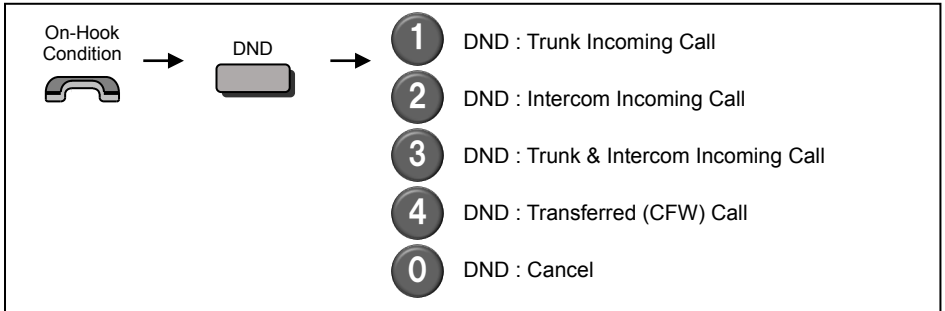 On-Hook
Condition
DND
1 DND : Trunk Incoming Call
2 DND : Intercom Incoming Call
3 DND : Trunk & Intercom Incoming Call
4 DND : Transferred (CFW) Call
0 DND : Cancel